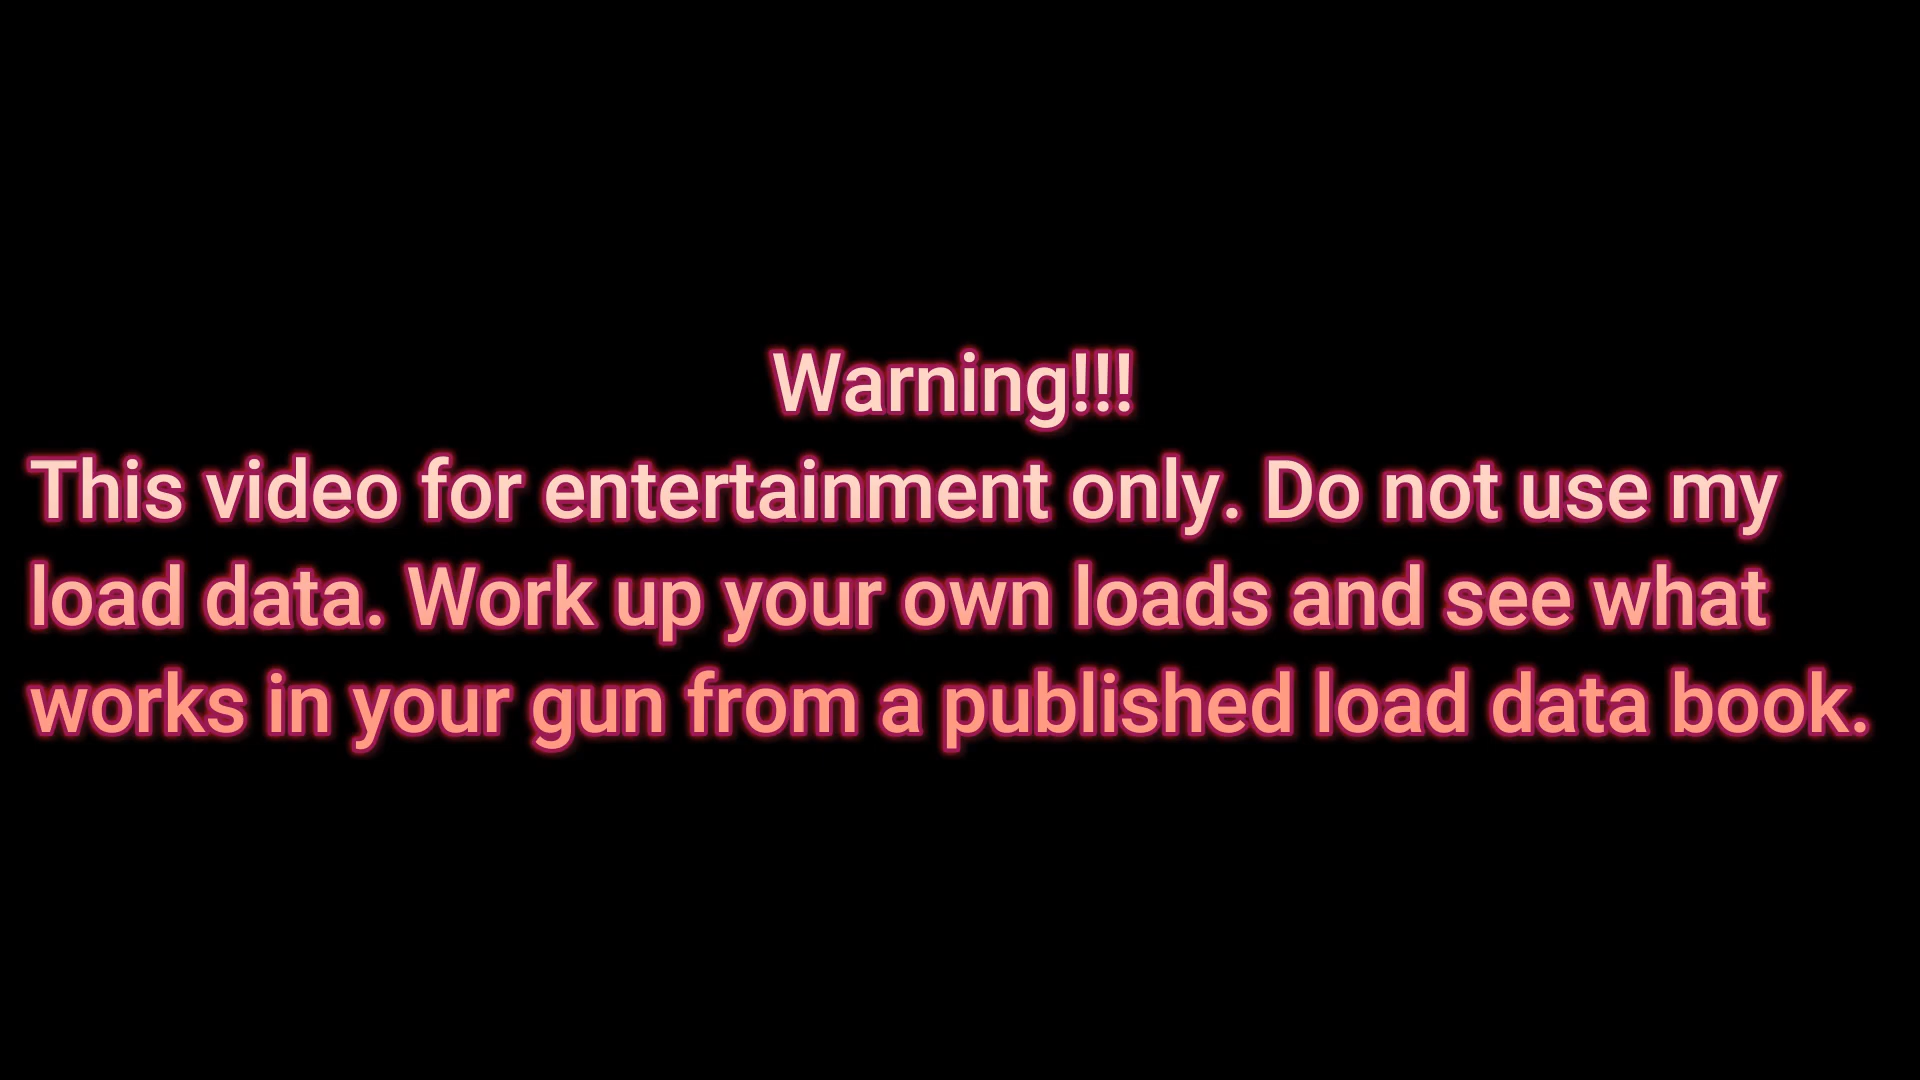 Warning!!!
This video for entertainment only. Do not use my
load data. Work up your own loads and see what
works in your gun from a published load data book.